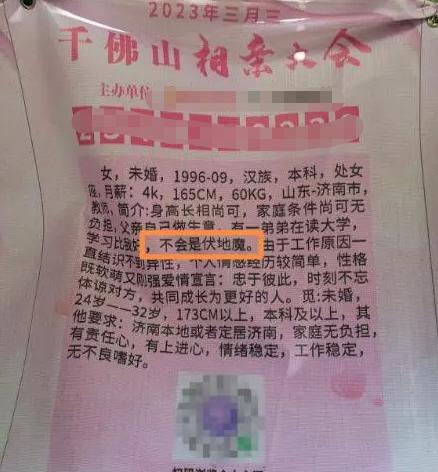 2023年三月三
千佛山相亲大会
主办单位
女，未婚，1996-09，汉族，本科，处女
座，月薪：4k，165CM，60KG，山东-济南市，
教师，简介:身高长相尚可，家庭条件尚可无
负担，父亲自己做生意，有一弟弟在读大学，
学习比较好，不会是伏地魔。由于工作原因一
直结识不到异性，个人情感经历较简单，性格
既软萌又刚强爱情宣言：忠于彼此，时刻不忘
体谅对方，共同成长为更好的人。觅:未婚，
24岁——32岁，173CM以上，本科及以上，其
他要求：济南本地或者定居济南，家庭无负担，
有责任心，有上进心，情绪稳定，工作稳定，
无不良嗜好。